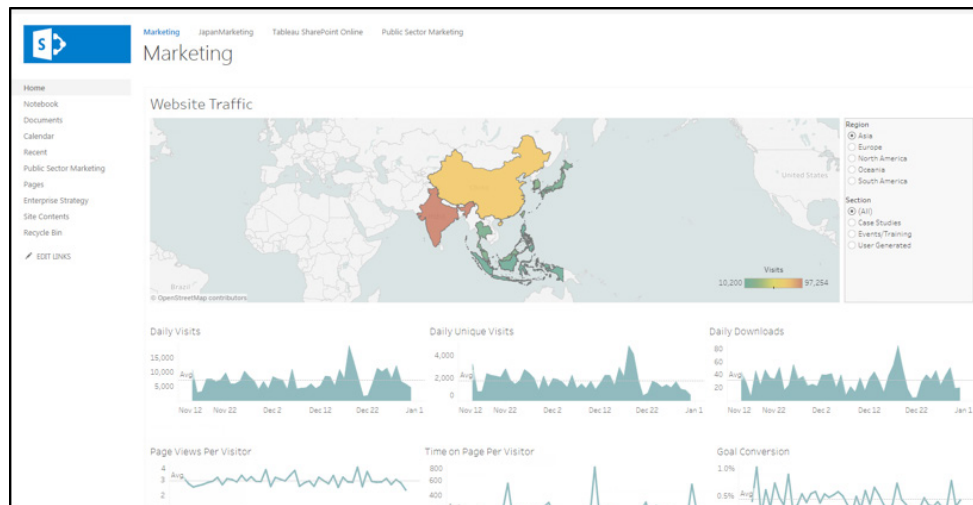 Marketing JapanMarketing Tableau SharePoint Online Public Sector Marketing
S
Marketing
Home
Notebook
Documents
Calendar
Recent
Public Sector Marketing
Pages
Enterprise Strategy
Site Contents
Recycle Bin
EDIT LINKS
Website Traffic
United States
Brazil
© OpenStreetMap contributors
Visits
10,200 97,254
Region
Asia
Europe
North America
Oceania
South America
Section
(All)
Case Studies
Events/Training
User Generated
Daily Visits
15,000
10,000
5,000
Avg
Nov 12 Nov 22 Dec 2 Dec 12 Dec 22 Jan 1
Daily Unique Visits
4,000
2,000
0
Avg
Nov 12 Nov 22 Dec 2 Dec 12 Dec 22 Jan 1
Daily Downloads
80
60
40
20
0
Avg
Nov 12 Nov 22 Dec 2 Dec 12 Dec 22 Jan 1
Page Views Per Visitor
4
3
2
Avg
Time on Page Per Visitor
800
600
400
Goal Conversion
1.0%
0.5%
Avg